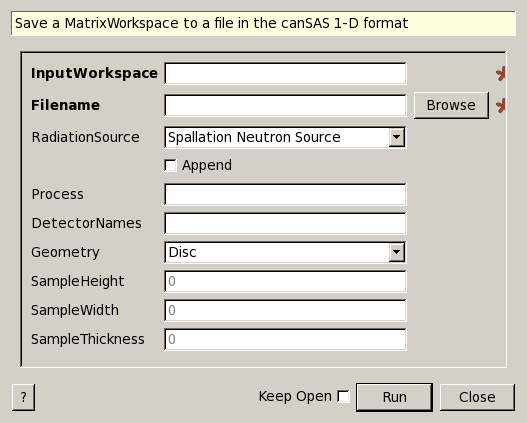 Save a MatrixWorkspace to a file in the canSAS 1-D format
InputWorkspace
Filename Browse
RadiationSource Spallation Neutron Source
Append
Process
DetectorNames
Geometry Disc
SampleHeight 0
SampleWidth 0
SampleThickness 0
? Keep Open Run Close